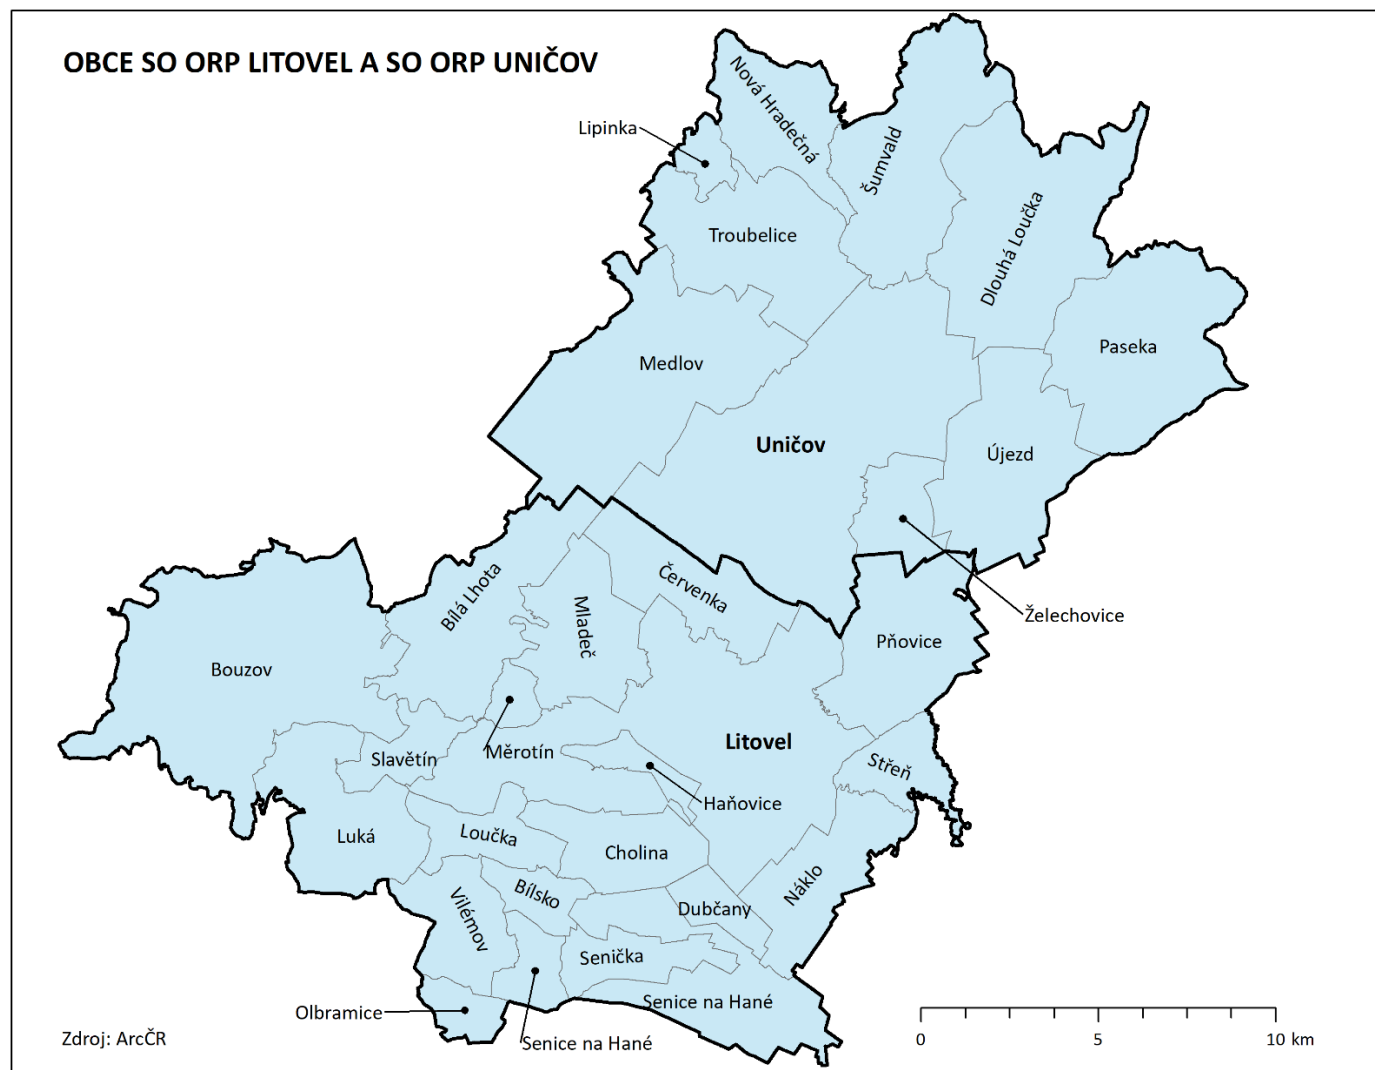 OBCE SO ORP LITOVEL A SO ORP UNIČOV
Nová Hradečná
Lipinka
Šumvald
Troubelice
Dlouhá Loučka
Paseka
Medlov
Uničov
Újezd
Želechovice
Červenka
Bílá Lhota
Mladeč
Pňovice
Bouzov
Litovel
Slavětín
Měrotín
Střeň
Haňovice
Luká
Loučka
Cholina
Náklo
Bílsko
Dubčany
Vilémov
Senička
Senice na Hané
Olbramice
Senice na Hané
Zdroj: ArcČR
0 5 10 km